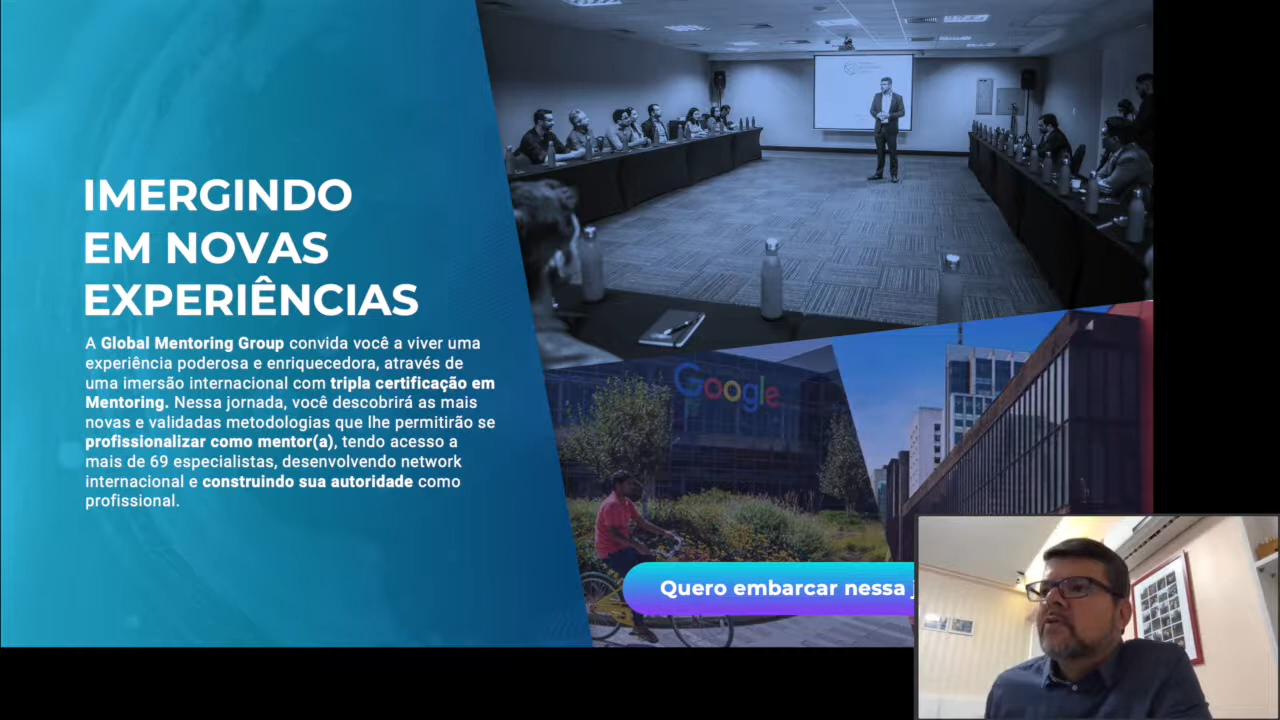 IMERGINDO
EM NOVAS
EXPERIÊNCIAS
A Global Mentoring Group convida você a viver uma
experiência poderosa e enriquecedora, através de
uma imersão internacional com tripla certificação em
Mentoring. Nessa jornada, você descobrirá as mais
novas e validadas metodologias que lhe permitirão se
profissionalizar como mentor(a), tendo acesso a
mais de 69 especialistas, desenvolvendo network
internacional e construindo sua autoridade como
profissional.
Google
Quero embarcar nessa